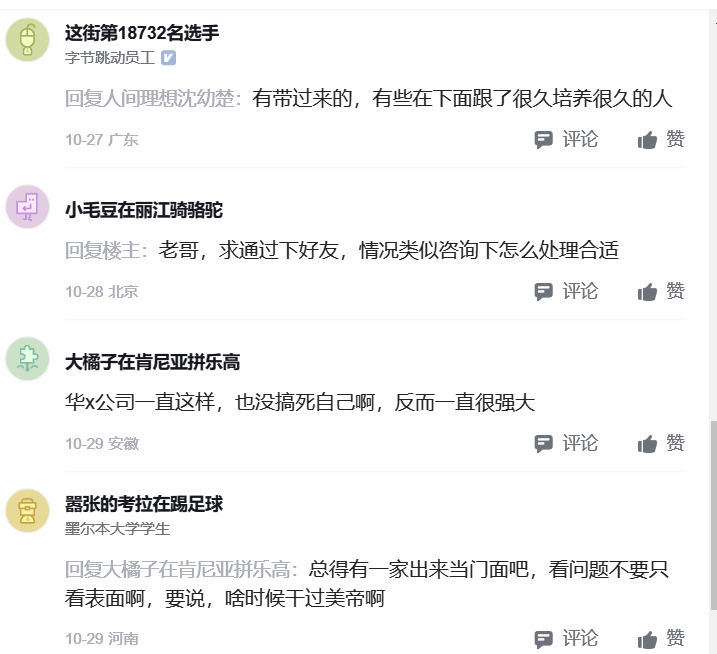 这街第18732名选手
字节跳动员工
回复人间理想沈幼楚：有带过来的，有些在下面跟了很久培养很久的人
10-27 广东
评论
赞
小毛豆在丽江骑骆驼
回复楼主：老哥，求通过下好友，情况类似咨询下怎么处理合适
10-28 北京
评论
赞
大橘子在肯尼亚拼乐高
华x公司一直这样，也没搞死自己啊，反而一直很强大
10-29 安徽
评论
赞
嚣张的考拉在踢足球
墨尔本大学学生
回复大橘子在肯尼亚拼乐高：总得有一家出来当门面吧，看问题不要只
看表面啊，要说，啥时候干过美帝啊
10-29 河南
评论
赞